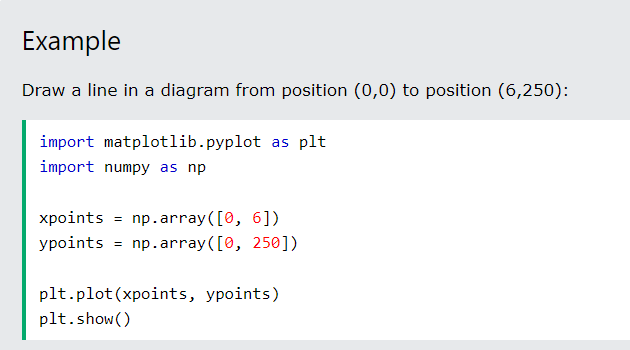 Example
Draw a line in a diagram from position (0,0) to position (6,250):
import matplotlib.pyplot as plt
import numpy as np
xpoints = np.array([0, 6])
ypoints = np.array([0, 250])
plt.plot(xpoints, ypoints)
plt.show()